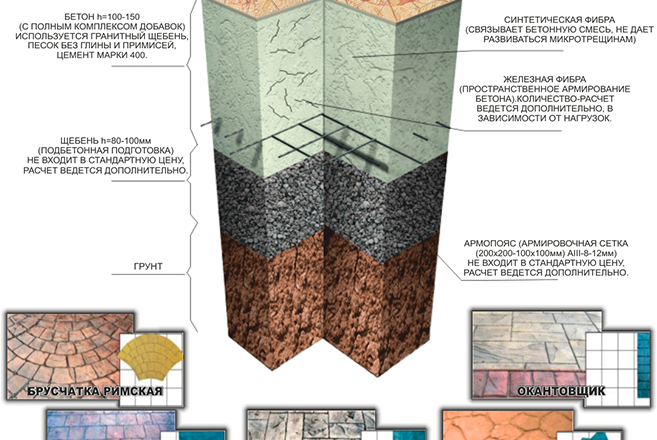 БЕТОН h=100-150
(С ПОЛНЫМ КОМПЛЕКСОМ ДОБАВОК)
ИСПОЛЬЗУЕТСЯ ГРАНИТНЫЙ ЩЕБЕНЬ,
ПЕСОК БЕЗ ГЛИНЫ И ПРИМИСЕЙ,
ЦЕМЕНТ МАРКИ 400.
ЩЕБЕНЬ h=80-100мм
(ПОДБЕТОННАЯ ПОДГОТОВКА)
НЕ ВХОДИТ В СТАНДАРТНУЮ ЦЕНУ,
РАСЧЕТ ВЕДЕТСЯ ДОПОЛНИТЕЛЬНО.
ГРУНТ
СИНТЕТИЧЕСКАЯ ФИБРА
(СВЯЗЫВАЕТ БЕТОННУЮ СМЕСЬ, НЕ ДАЕТ
РАЗВИВАТЬСЯ МИКРОТРЕЩИНАМ)
ЖЕЛЕЗНАЯ ФИБРА
(ПРОСТРАНСТВЕННОЕ АРМИРОВАНИЕ
БЕТОНА).КОЛИЧЕСТВО-РАСЧЕТ
ВЕДЕТСЯ ДОПОЛНИТЕЛЬНО, В
ЗАВИСИМОСТИ ОТ НАГРУЗОК.
АРМОПОЯС (АРМИРОВОЧНАЯ СЕТКА
(200х200-100х100мм) АIII-8-12мм)
НЕ ВХОДИТ В СТАНДАРТНУЮ ЦЕНУ,
РАСЧЕТ ВЕДЕТСЯ ДОПОЛНИТЕЛЬНО.
БРУСЧАТКА РИМСКАЯ
ОКАНТОВЩИК